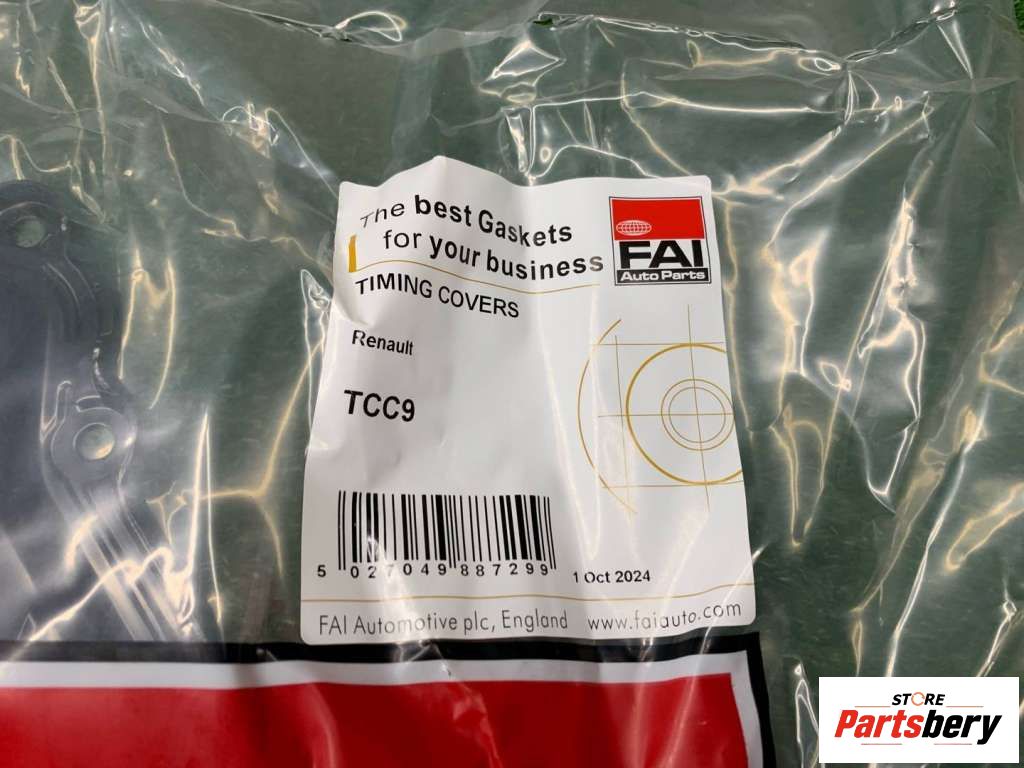 The best Gaskets
for your business
FAI
Auto Parts
TIMING COVERS
Renault
TCC9
5 027049 887299
1 Oct 2024
FAI Automotive plc, England www.faiauto.com
STORE
Partsbery